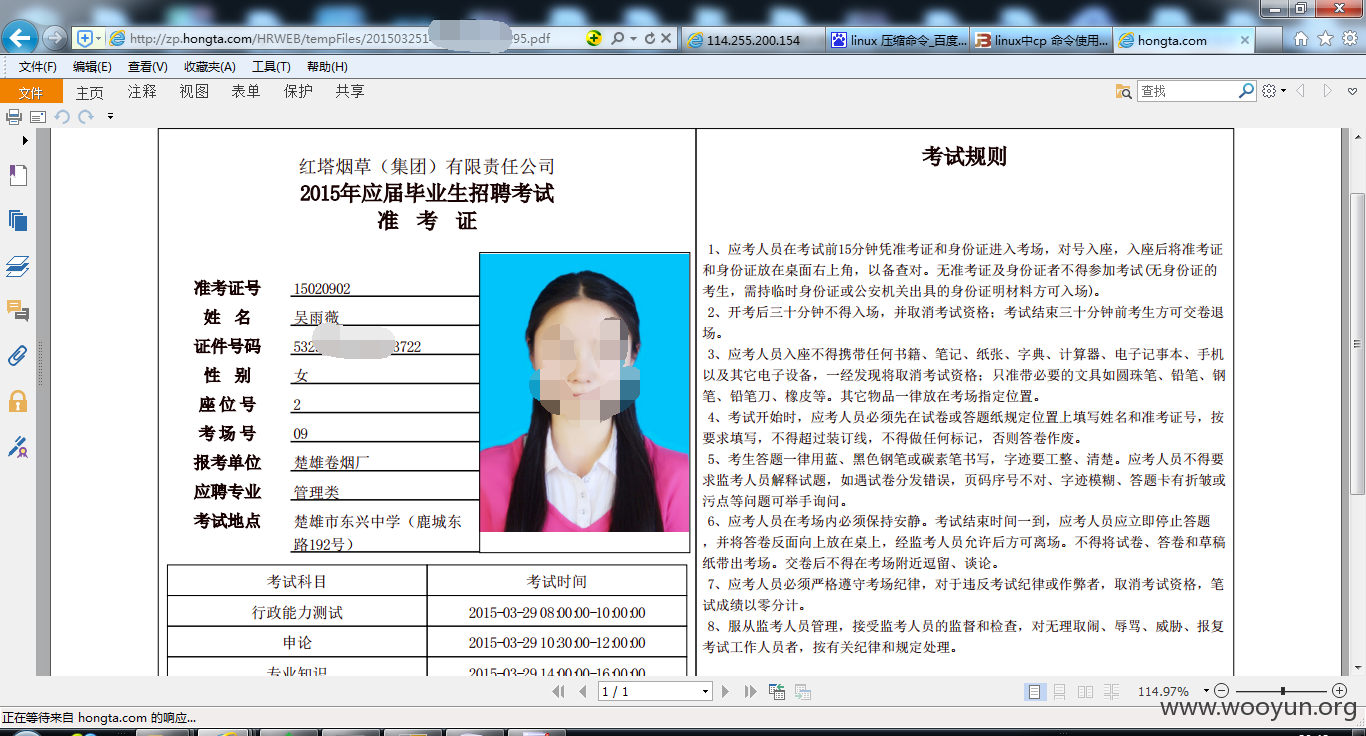 http://zp.hongta.com/HRWEB/tempFiles/201503251 95.pdf
114.255.200.154
linux 压缩命令_百度...
linux中cp 命令使用...
hongta.com
文件(F) 编辑(E) 查看(V) 收藏夹(A) 工具(T) 帮助(H)
文件 主页 注释 视图 表单 保护 共享
查找
红塔烟草（集团）有限责任公司
2015年应届毕业生招聘考试
准 考 证
准考证号 15020902
姓 名 吴雨薇
证件号码 532 3722
性 别 女
座 位 号 2
考 场 号 09
报考单位 楚雄卷烟厂
应聘专业 管理类
考试地点 楚雄市东兴中学（鹿城东
路192号）
考试科目 考试时间
行政能力测试 2015-03-29 08:00:00-10:00:00
申论 2015-03-29 10:30:00-12:00:00
专业知识 2015-03-29 14:00:00-16:00:00
考试规则
1、应考人员在考试前15分钟凭准考证和身份证进入考场，对号入座，入座后将准考证
和身份证放在桌面右上角，以备查对。无准考证及身份证者不得参加考试(无身份证的
考生，需持临时身份证或公安机关出具的身份证明材料方可入场)。
2、开考后三十分钟不得入场，并取消考试资格；考试结束三十分钟前考生方可交卷退
场。
3、应考人员入座不得携带任何书籍、笔记、纸张、字典、计算器、电子记事本、手机
以及其它电子设备，一经发现将取消考试资格；只准带必要的文具如圆珠笔、铅笔、钢
笔、铅笔刀、橡皮等。其它物品一律放在考场指定位置。
4、考试开始时，应考人员必须先在试卷或答题纸规定位置上填写姓名和准考证号，按
要求填写，不得超过装订线，不得做任何标记，否则答卷作废。
5、考生答题一律用蓝、黑色钢笔或碳素笔书写，字迹要工整、清楚。应考人员不得要
求监考人员解释试题，如遇试卷分发错误，页码序号不对、字迹模糊、答题卡有折皱或
污点等问题可举手询问。
6、应考人员在考场内必须保持安静。考试结束时间一到，应考人员应立即停止答题
，并将答卷反面向上放在桌上，经监考人员允许后方可离场。不得将试卷、答卷和草稿
纸带出考场。交卷后不得在考场附近逗留、谈论。
7、应考人员必须严格遵守考场纪律，对于违反考试纪律或作弊者，取消考试资格，笔
试成绩以零分计。
8、服从监考人员管理，接受监考人员的监督和检查，对无理取闹、辱骂、威胁、报复
考试工作人员者，按有关纪律和规定处理。
1 / 1
114.97%
正在等待来自 hongta.com 的响应...
www.wooyun.org